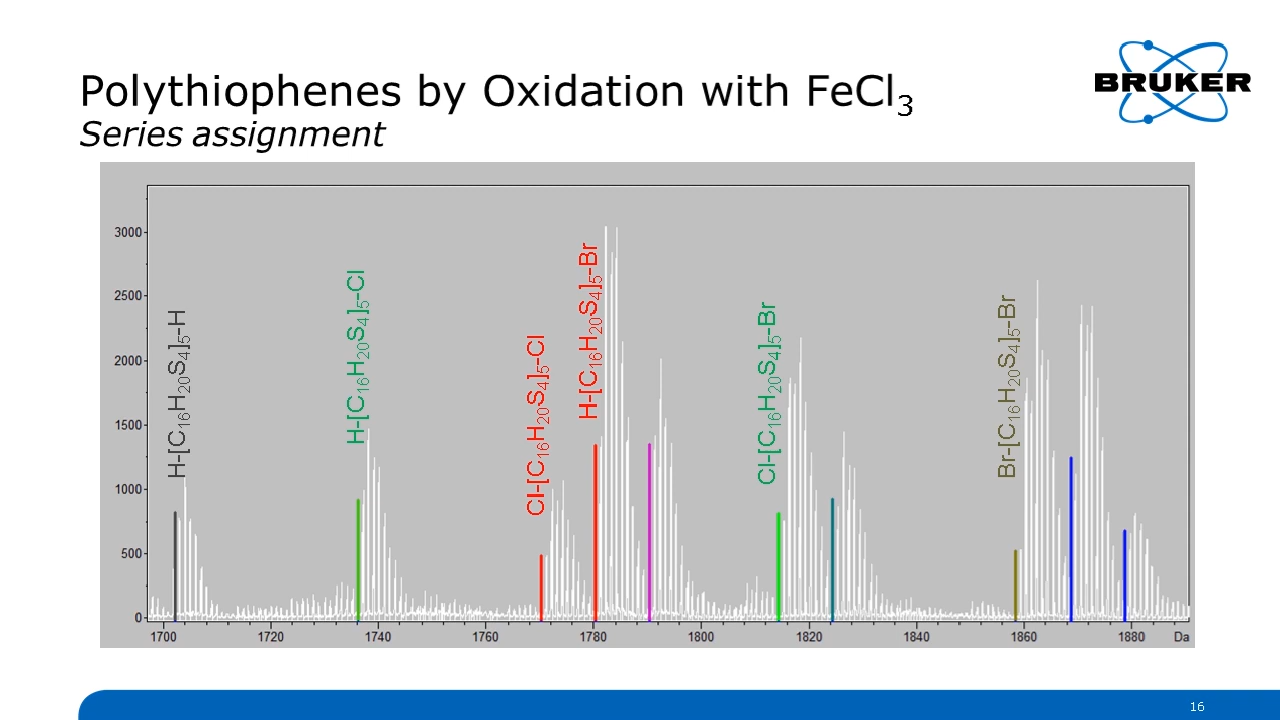 Polythiophenes by Oxidation with FeCl3
Series assignment
BRUKER
H-[C16H20S4]5-H
H-[C16H20S4]5-Cl
Cl-[C16H20S4]5-Cl
H-[C16H20S4]5-Br
Cl-[C16H20S4]5-Br
Br-[C16H20S4]5-Br
3000
2500
2000
1500
1000
500
0
1700 1720 1740 1760 1780 1800 1820 1840 1860 1880 Da
16